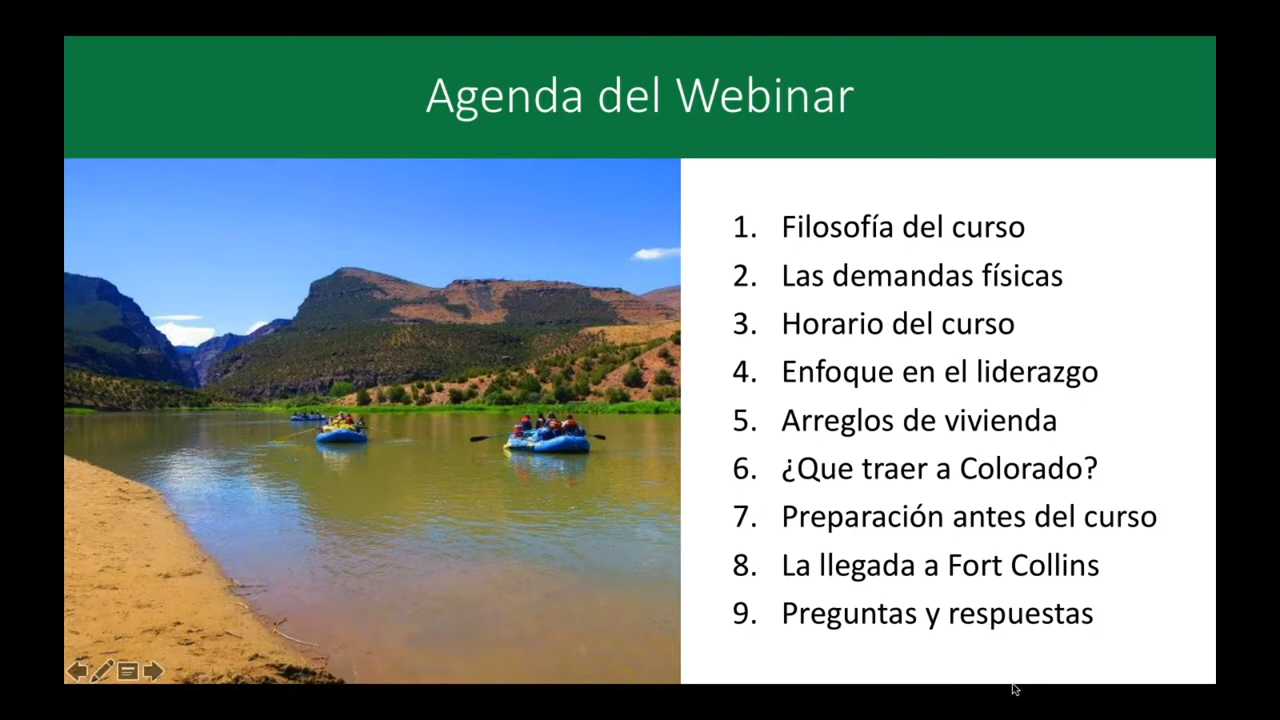 Agenda del Webinar
1. Filosofía del curso
2. Las demandas físicas
3. Horario del curso
4. Enfoque en el liderazgo
5. Arreglos de vivienda
6. ¿Que traer a Colorado?
7. Preparación antes del curso
8. La llegada a Fort Collins
9. Preguntas y respuestas